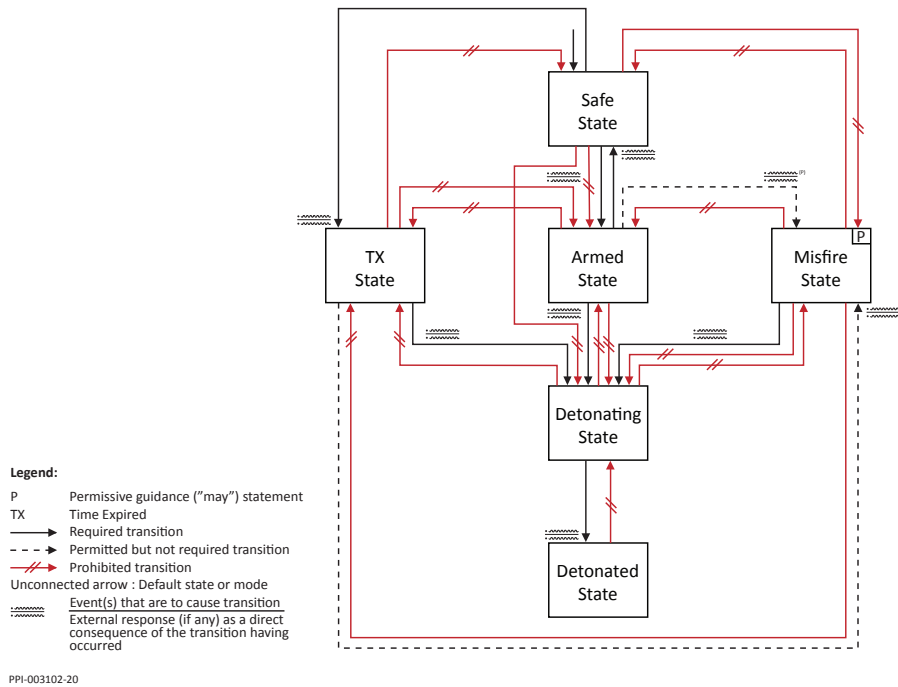 Safe
State
(P)
TX
State
Armed
State
P
Misfire
State
Detonating
State
Detonated
State
Legend:
P Permissive guidance ("may") statement
TX Time Expired
Required transition
Permitted but not required transition
Prohibited transition
Unconnected arrow : Default state or mode
Event(s) that are to cause transition
External response (if any) as a direct
consequence of the transition having
occurred
PPI-003102-20